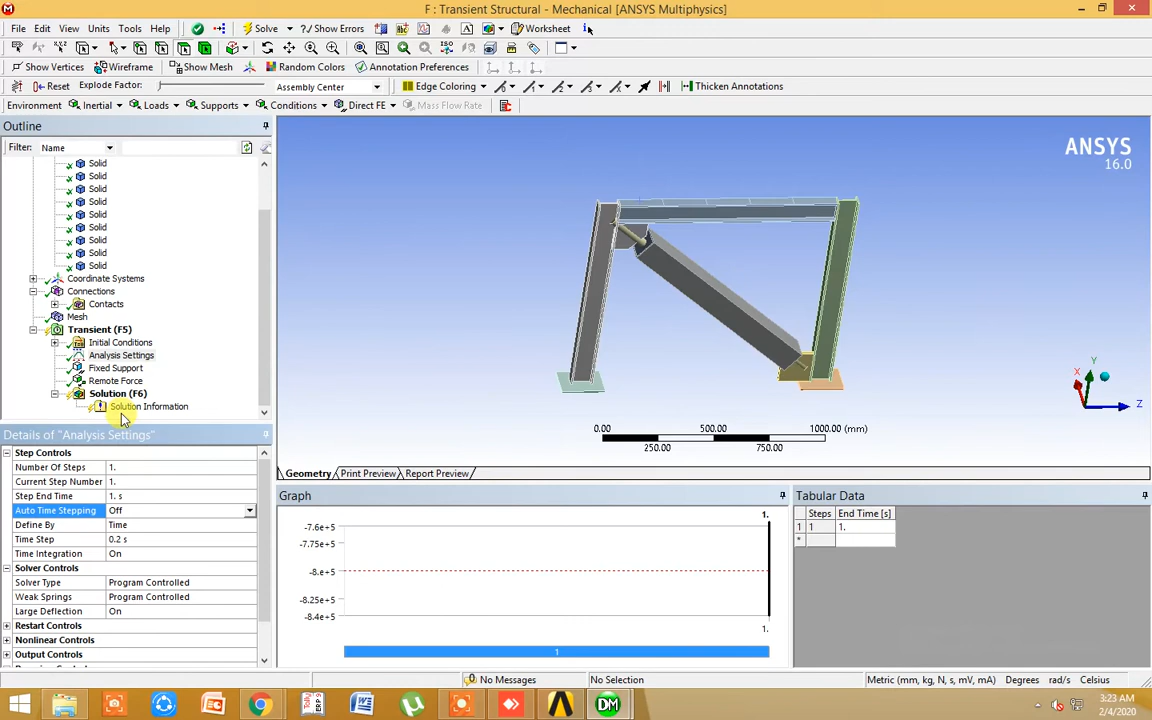 F : Transient Structural - Mechanical [ANSYS Multiphysics]
File Edit View Units Tools Help Solve ? / Show Errors Worksheet i
Show Vertices Wireframe Show Mesh Random Colors Annotation Preferences
Reset Explode Factor: Assembly Center Edge Coloring Thicken Annotations
Environment Inertial Loads Supports Conditions Direct FE Mass Flow Rate
Outline
Filter: Name
Solid
Solid
Solid
Solid
Solid
Solid
Solid
Solid
Solid
Coordinate Systems
Connections
Contacts
Mesh
Transient (F5)
Initial Conditions
Analysis Settings
Fixed Support
Remote Force
Solution (F6)
Solution Information
Details of "Analysis Settings"
Step Controls
Number Of Steps 1.
Current Step Number 1.
Step End Time 1. s
Auto Time Stepping Off
Define By Time
Time Step 0.2 s
Time Integration On
Solver Controls
Solver Type Program Controlled
Weak Springs Program Controlled
Large Deflection On
Restart Controls
Nonlinear Controls
Output Controls
ANSYS
16.0
X Y Z
0.00 500.00 1000.00 (mm)
250.00 750.00
Geometry Print Preview Report Preview
Graph
1.
-7.6e+5
-7.75e+5
-8.e+5
-8.25e+5
-8.4e+5
1.
1
Tabular Data
Steps End Time [s]
1 1 1.
*
No Messages No Selection Metric (mm, kg, N, s, mV, mA) Degrees rad/s Celsius
3:23 AM
2/4/2020